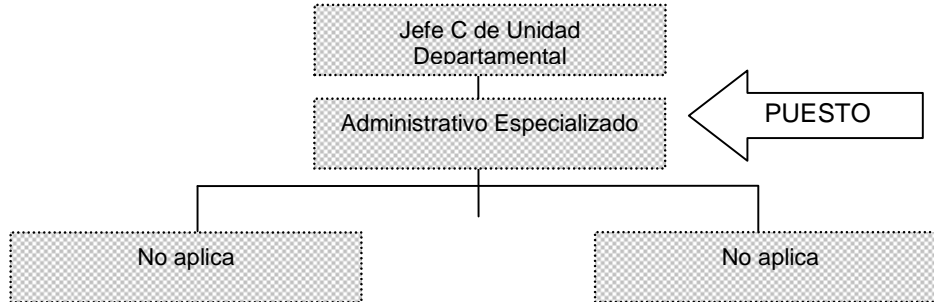 Jefe C de Unidad
Departamental
Administrativo Especializado
PUESTO
No aplica
No aplica